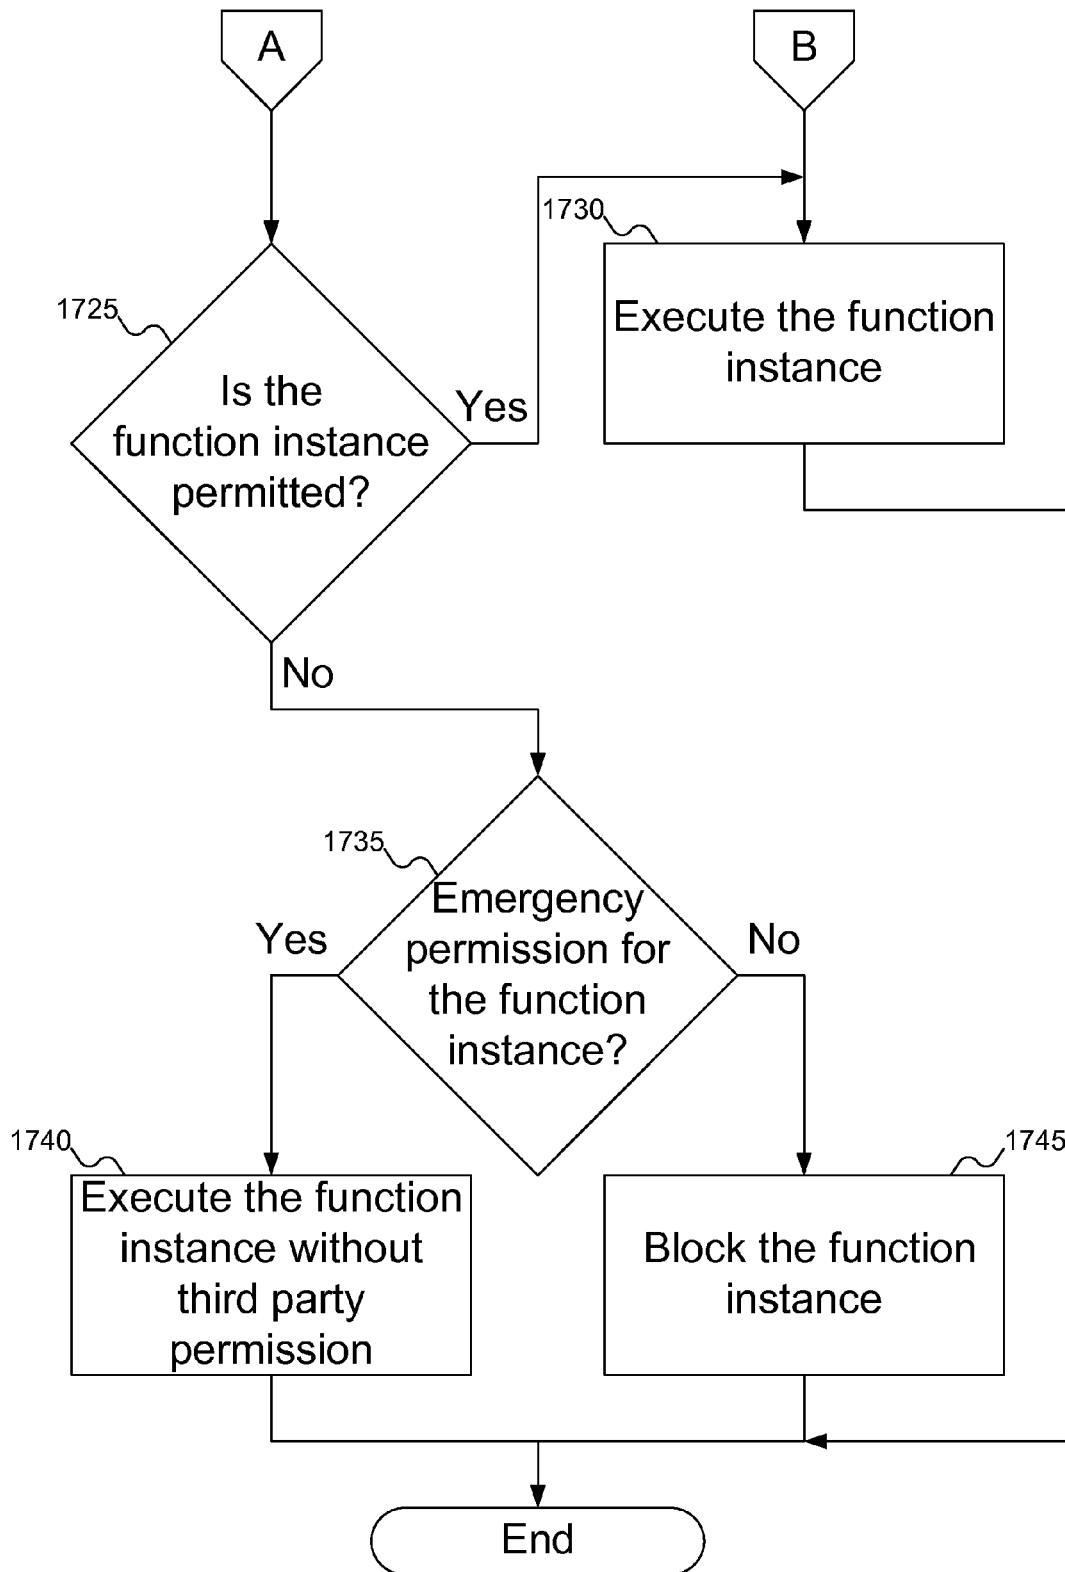 A
B
1730
Execute the function
instance
1725
Is the
function instance
permitted?
Yes
No
1735
Emergency
permission for
the function
instance?
Yes
No
1740
Execute the function
instance without
third party
permission
1745
Block the function
instance
End